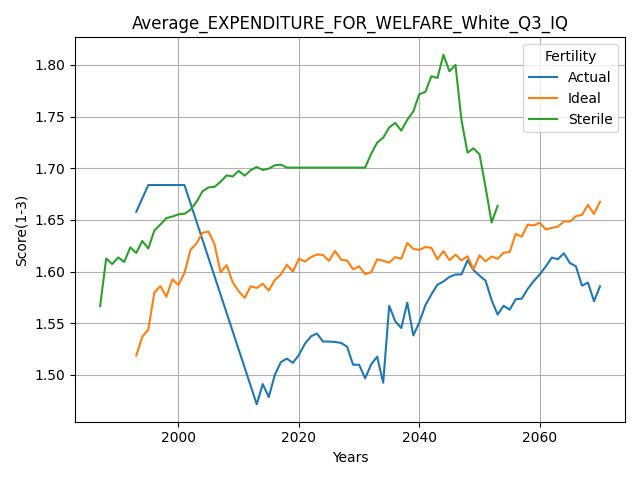 Average_EXPENDITURE_FOR_WELFARE_White_Q3_IQ
Fertility
Actual
Ideal
Sterile
Score(1-3)
1.80
1.75
1.70
1.65
1.60
1.55
1.50
2000
2020
2040
2060
Years